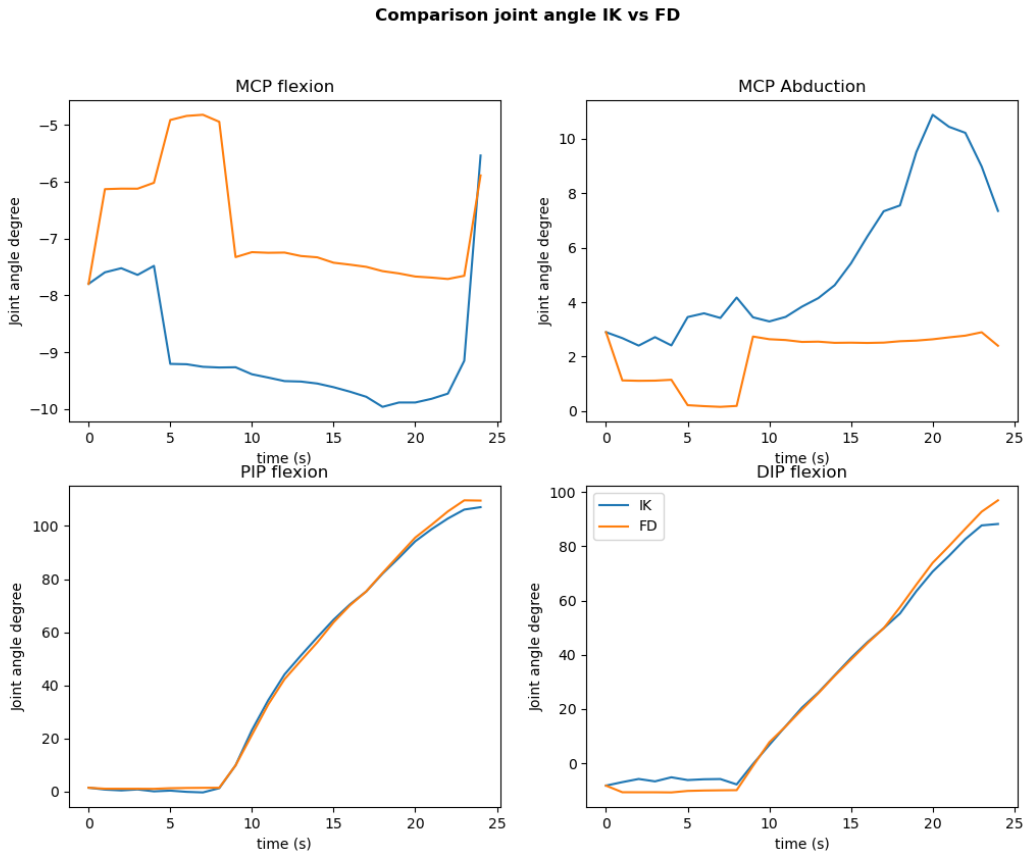 Comparison joint angle IK vs FD
MCP flexion
Joint angle degree
−5
−6
−7
−8
−9
−10
0 5 10 15 20 25
time (s)
MCP Abduction
Joint angle degree
10
8
6
4
2
0
0 5 10 15 20 25
time (s)
PIP flexion
Joint angle degree
100
80
60
40
20
0
0 5 10 15 20 25
time (s)
DIP flexion
IK
FD
Joint angle degree
100
80
60
40
20
0
0 5 10 15 20 25
time (s)